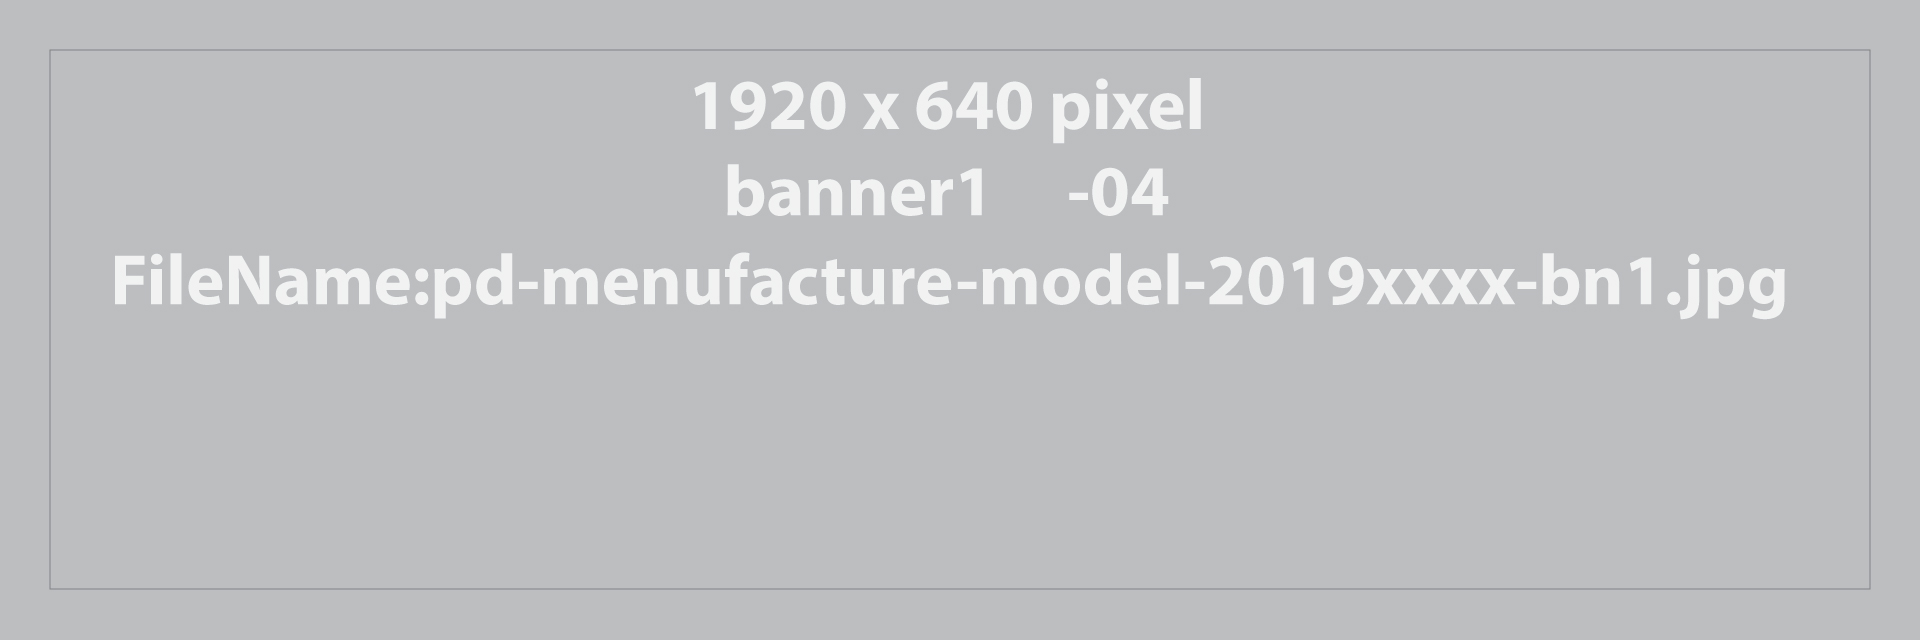 1920 x 640 pixel
banner1 -04
FileName:pd-menufacture-model-2019xxxx-bn1.jpg